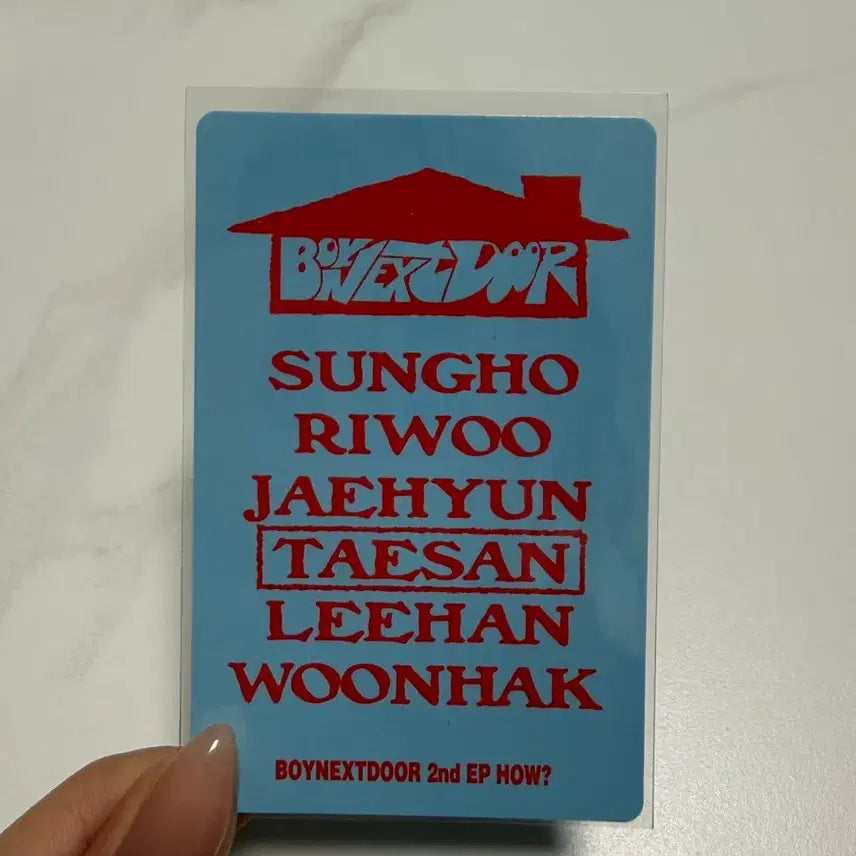 BOYNEXTDOOR
SUNGHO
RIWOO
JAEHYUN
TAESAN
LEEHAN
WOONHAK
BOYNEXTDOOR 2nd EP HOW?